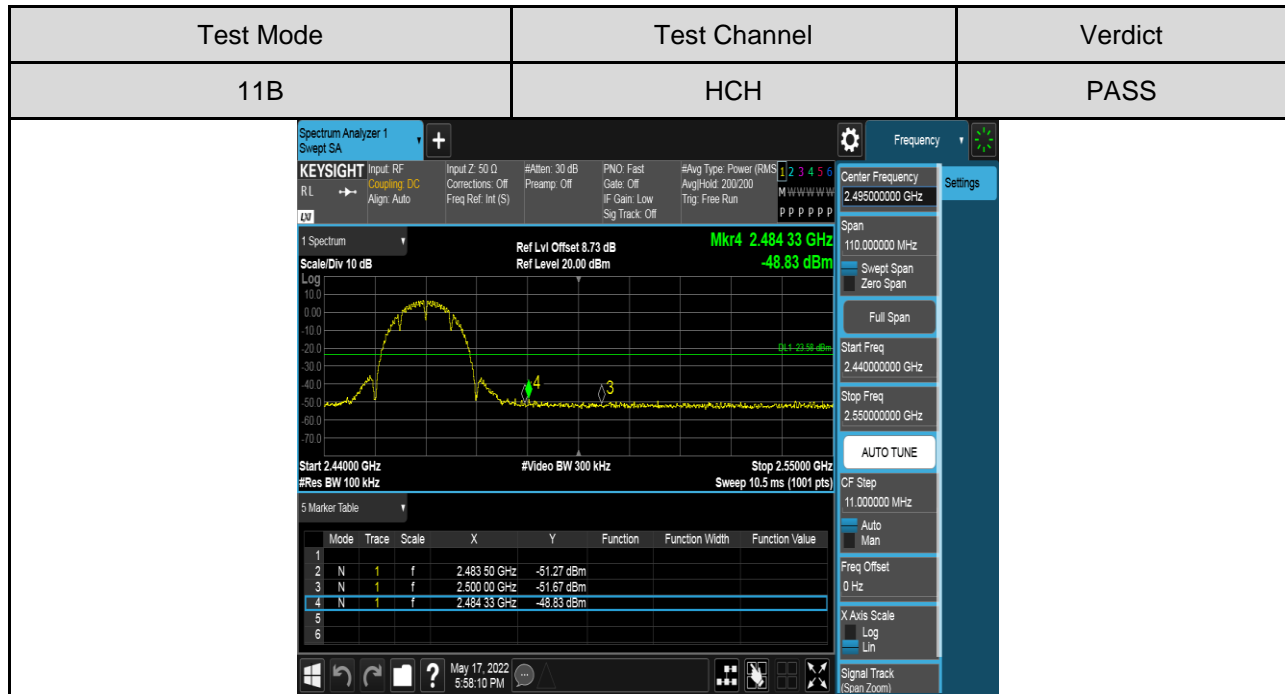 Test Mode Test Channel Verdict
11B HCH PASS
Spectrum Analyzer 1
Swept SA
+
Frequency
KEYSIGHT
RL
LXI
Input: RF
Coupling: DC
Align: Auto
Input Z: 50 Ω
Corrections: Off
Freq Ref: Int (S)
#Atten: 30 dB
Preamp: Off
PNO: Fast
Gate: Off
IF Gain: Low
Sig Track: Off
#Avg Type: Power (RMS
Avg|Hold: 200/200
Trig: Free Run
1 2 3 4 5 6
M W W W W W
P P P P P P
1 Spectrum
Scale/Div 10 dB
Ref Lvl Offset 8.73 dB
Ref Level 20.00 dBm
Mkr4 2.484 33 GHz
-48.83 dBm
Log
10.0
0.00
-10.0
-20.0
-30.0
-40.0
-50.0
-60.0
-70.0
DL1 -23.58 dBm
4
3
Start 2.44000 GHz #Video BW 300 kHz Stop 2.55000 GHz
#Res BW 100 kHz Sweep 10.5 ms (1001 pts)
5 Marker Table
Mode Trace Scale X Y Function Function Width Function Value
1
2 N 1 f 2.483 50 GHz -51.27 dBm
3 N 1 f 2.500 00 GHz -51.67 dBm
4 N 1 f 2.484 33 GHz -48.83 dBm
5
6
?
May 17, 2022
5:58:10 PM
Settings
Center Frequency
2.495000000 GHz
Span
110.000000 MHz
Swept Span
Zero Span
Full Span
Start Freq
2.440000000 GHz
Stop Freq
2.550000000 GHz
AUTO TUNE
CF Step
11.000000 MHz
Auto
Man
Freq Offset
0 Hz
X Axis Scale
Log
Lin
Signal Track
(Span Zoom)